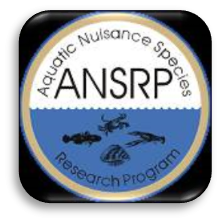 Aquatic Nuisance Species
ANSRP
Research Program